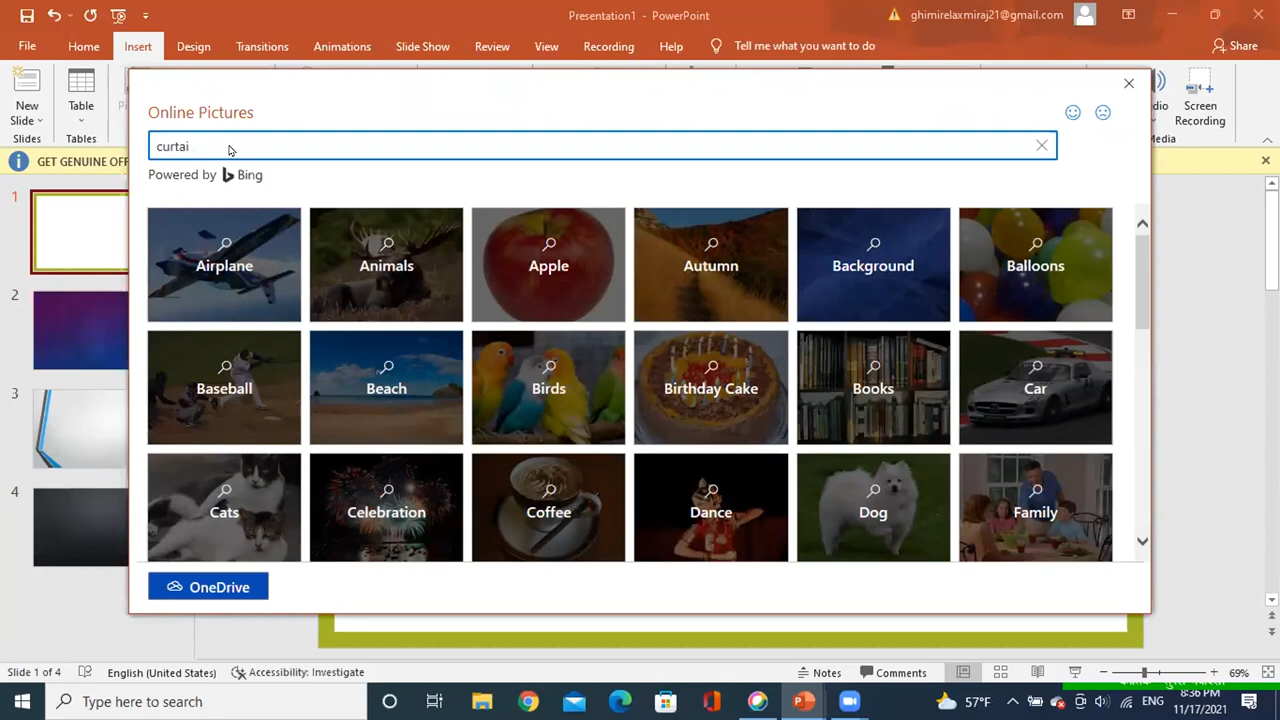 Presentation1 - PowerPoint
ghimirelaxmiraj21@gmail.com
File Home Insert Design Transitions Animations Slide Show Review View Recording Help Tell me what you want to do Share
New Slide
Table
Screen Recording
Slides
Tables
Media
GET GENUINE OFF
Online Pictures
curtai
Powered by Bing
Airplane Animals Apple Autumn Background Balloons
Baseball Beach Birds Birthday Cake Books Car
Cats Celebration Coffee Dance Dog Family
OneDrive
1
2
3
4
Slide 1 of 4 English (United States) Accessibility: Investigate Notes Comments 69%
Type here to search
57°F
ENG
8:36 PM
11/17/2021